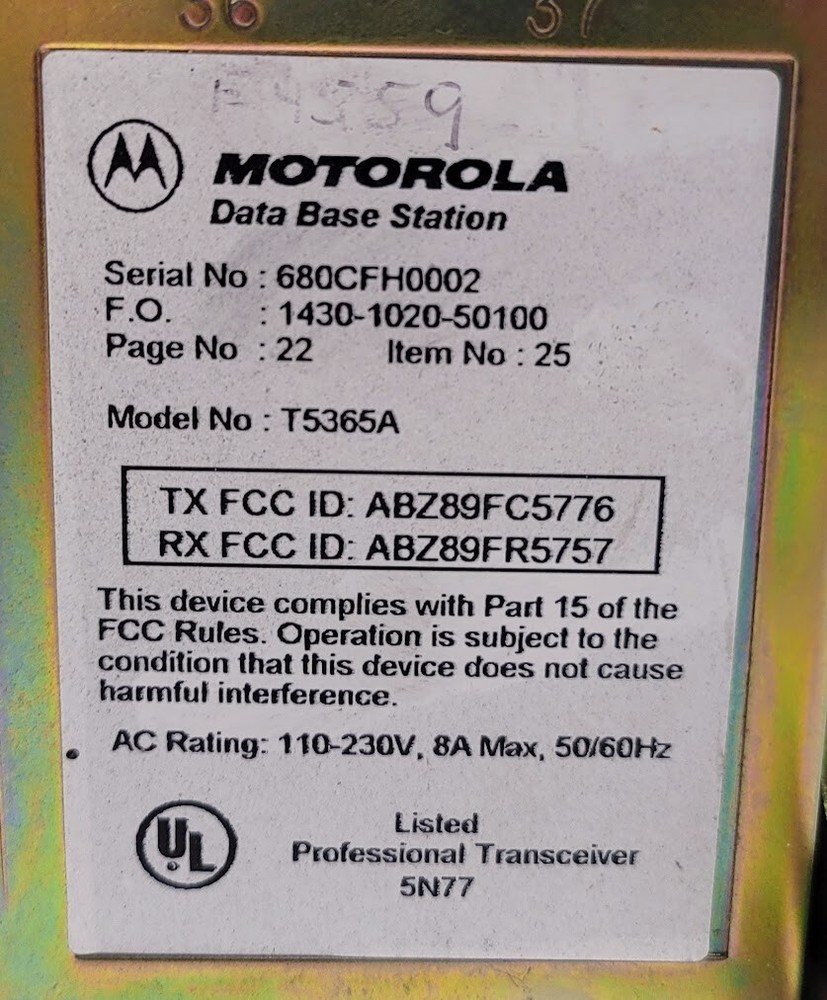 36 37
F4559
MOTOROLA
Data Base Station
Serial No : 680CFH0002
F.O. : 1430-1020-50100
Page No : 22 Item No : 25
Model No : T5365A
TX FCC ID: ABZ89FC5776
RX FCC ID: ABZ89FR5757
This device complies with Part 15 of the
FCC Rules. Operation is subject to the
condition that this device does not cause
harmful interference.
AC Rating: 110-230V, 8A Max, 50/60Hz
UL
Listed
Professional Transceiver
5N77